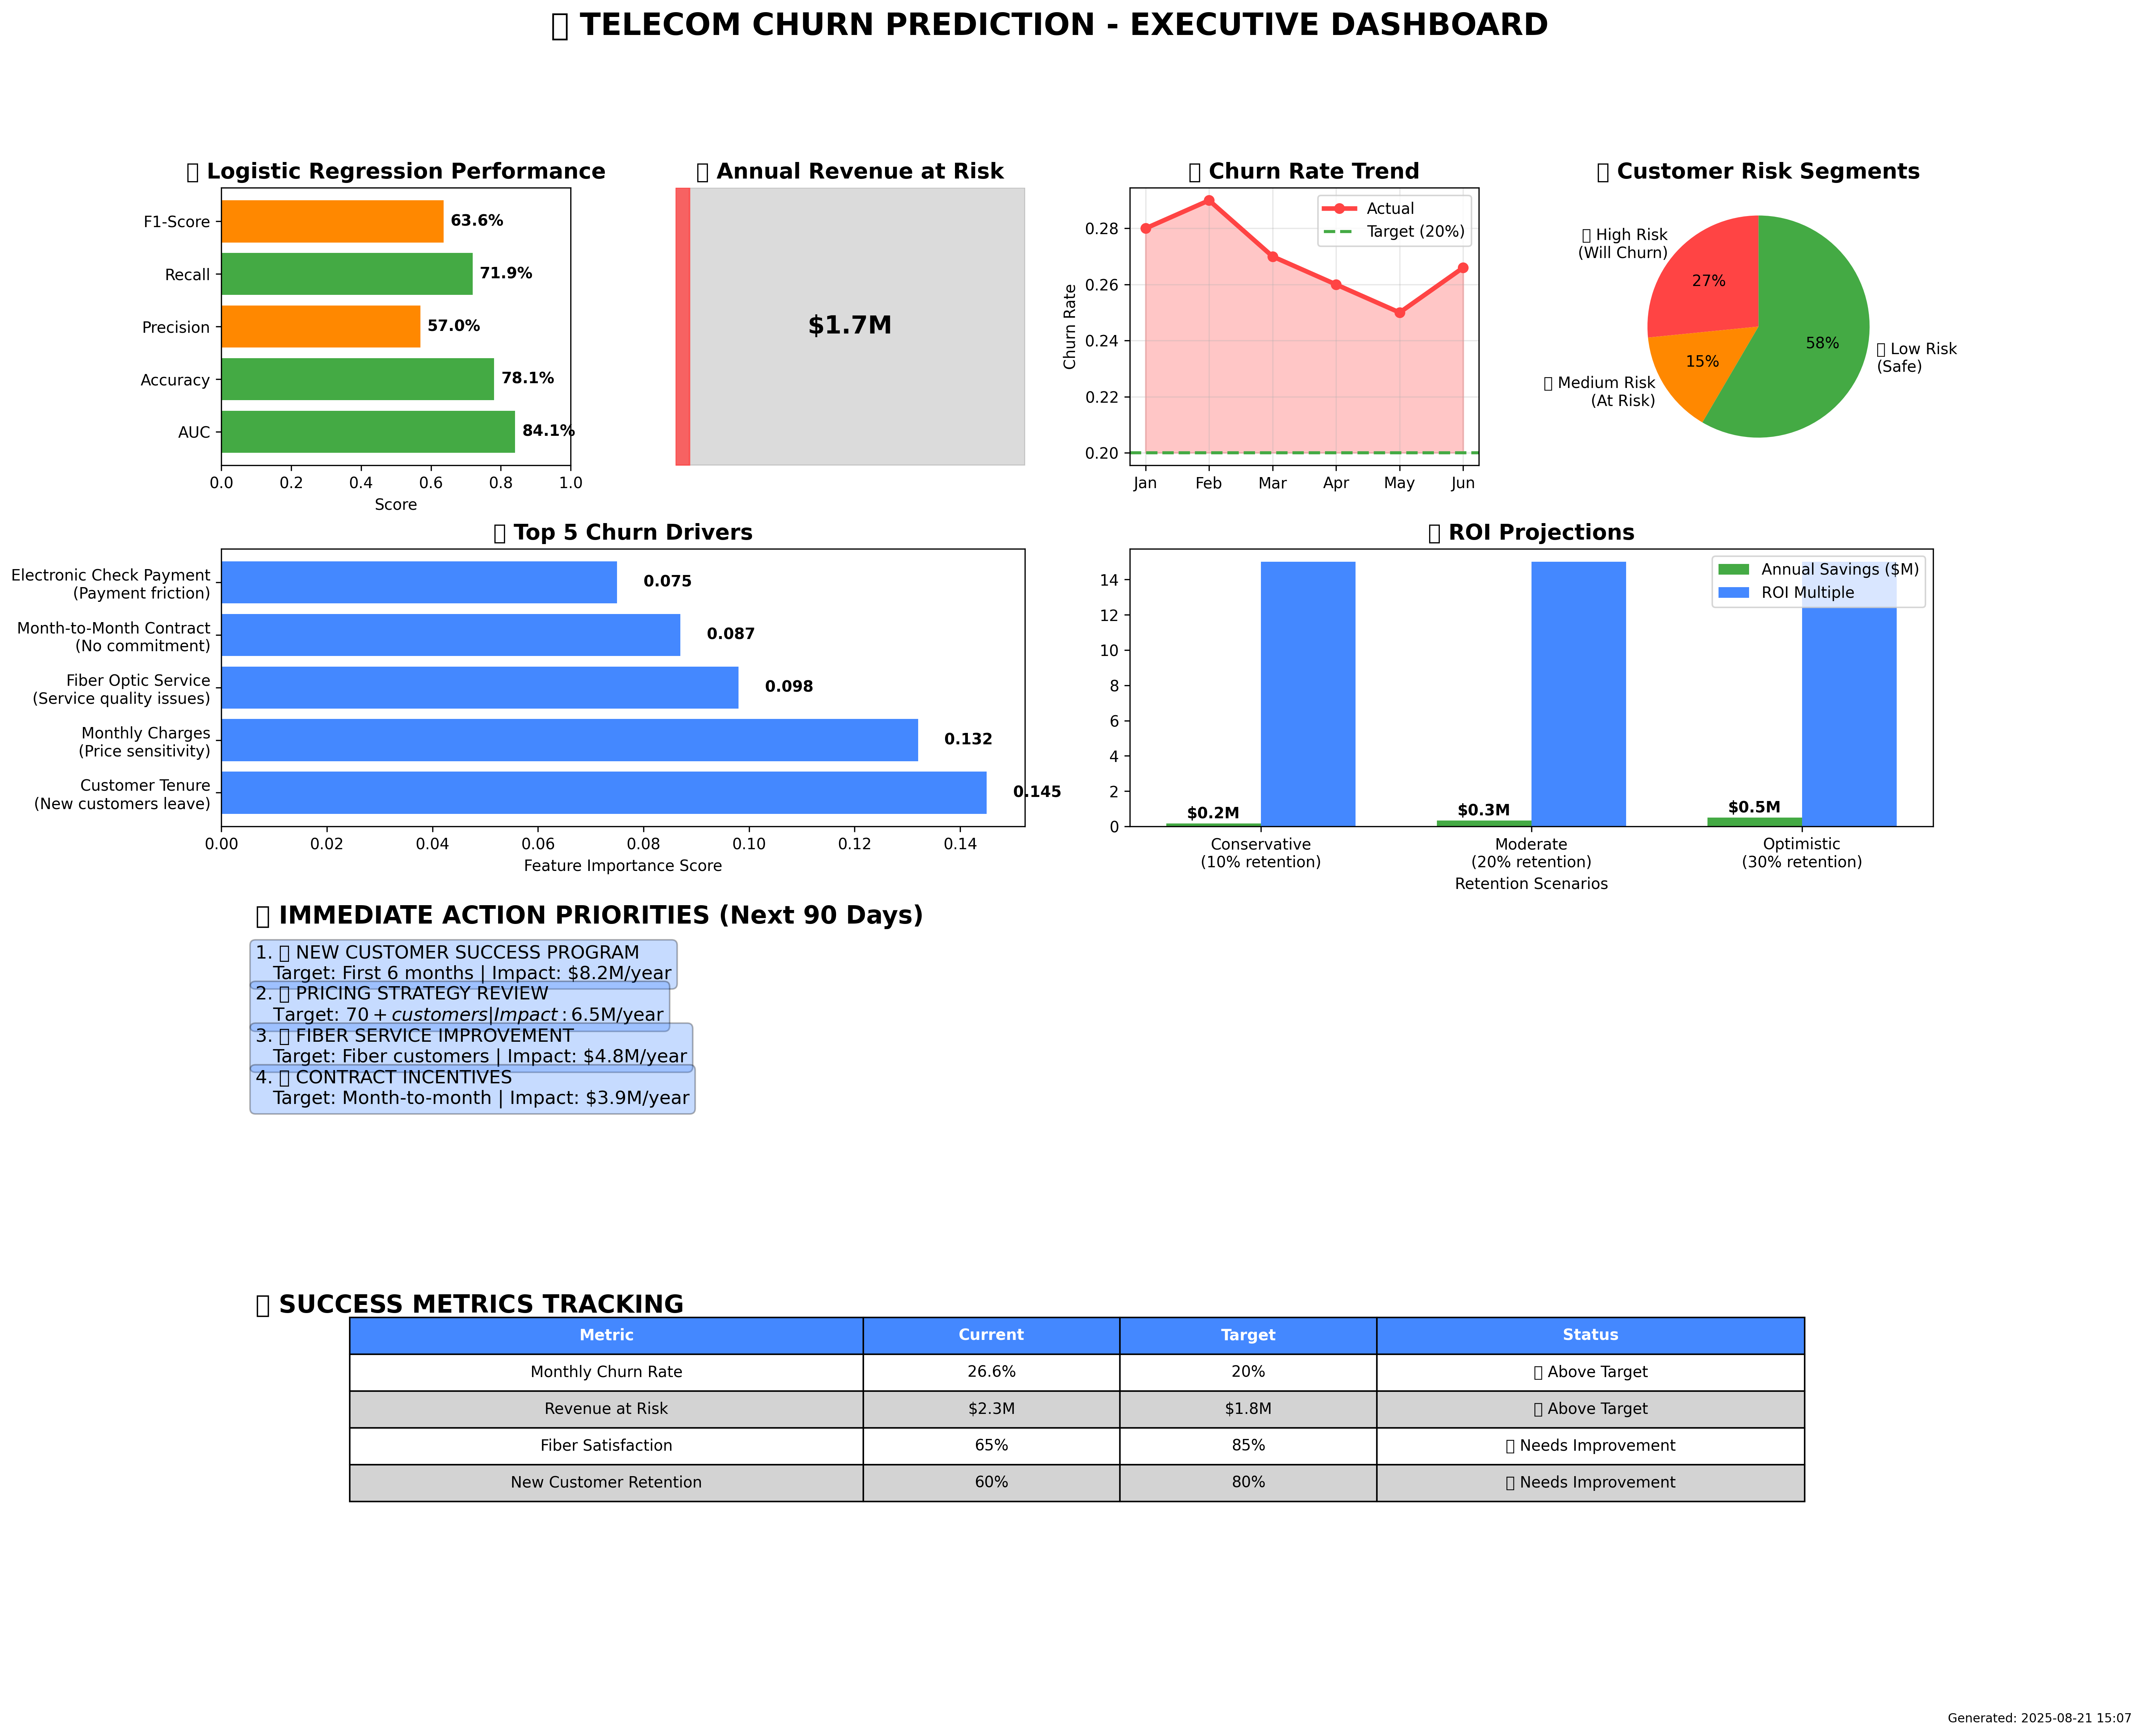 ▯ TELECOM CHURN PREDICTION - EXECUTIVE DASHBOARD
▯ Logistic Regression Performance
F1-Score
63.6%
Recall
71.9%
Precision
57.0%
Accuracy
78.1%
AUC
84.1%
0.0 0.2 0.4 0.6 0.8 1.0
Score
▯ Annual Revenue at Risk
$1.7M
▯ Churn Rate Trend
Actual
Target (20%)
Churn Rate
0.28
0.26
0.24
0.22
0.20
Jan Feb Mar Apr May Jun
▯ Customer Risk Segments
▯ High Risk
(Will Churn)
27%
▯ Medium Risk
(At Risk)
15%
58%
▯ Low Risk
(Safe)
▯ Top 5 Churn Drivers
Electronic Check Payment
(Payment friction)
0.075
Month-to-Month Contract
(No commitment)
0.087
Fiber Optic Service
(Service quality issues)
0.098
Monthly Charges
(Price sensitivity)
0.132
Customer Tenure
(New customers leave)
0.145
0.00 0.02 0.04 0.06 0.08 0.10 0.12 0.14
Feature Importance Score
▯ ROI Projections
Annual Savings ($M)
ROI Multiple
14
12
10
8
6
4
2
0
$0.2M
$0.3M
$0.5M
Conservative
(10% retention)
Moderate
(20% retention)
Optimistic
(30% retention)
Retention Scenarios
▯ IMMEDIATE ACTION PRIORITIES (Next 90 Days)
1. ▯ NEW CUSTOMER SUCCESS PROGRAM
Target: First 6 months | Impact: $8.2M/year
2. ▯ PRICING STRATEGY REVIEW
Target: 70+customers|Impact:6.5M/year
3. ▯ FIBER SERVICE IMPROVEMENT
Target: Fiber customers | Impact: $4.8M/year
4. ▯ CONTRACT INCENTIVES
Target: Month-to-month | Impact: $3.9M/year
▯ SUCCESS METRICS TRACKING
Metric Current Target Status
Monthly Churn Rate 26.6% 20% ▯ Above Target
Revenue at Risk $2.3M $1.8M ▯ Above Target
Fiber Satisfaction 65% 85% ▯ Needs Improvement
New Customer Retention 60% 80% ▯ Needs Improvement
Generated: 2025-08-21 15:07